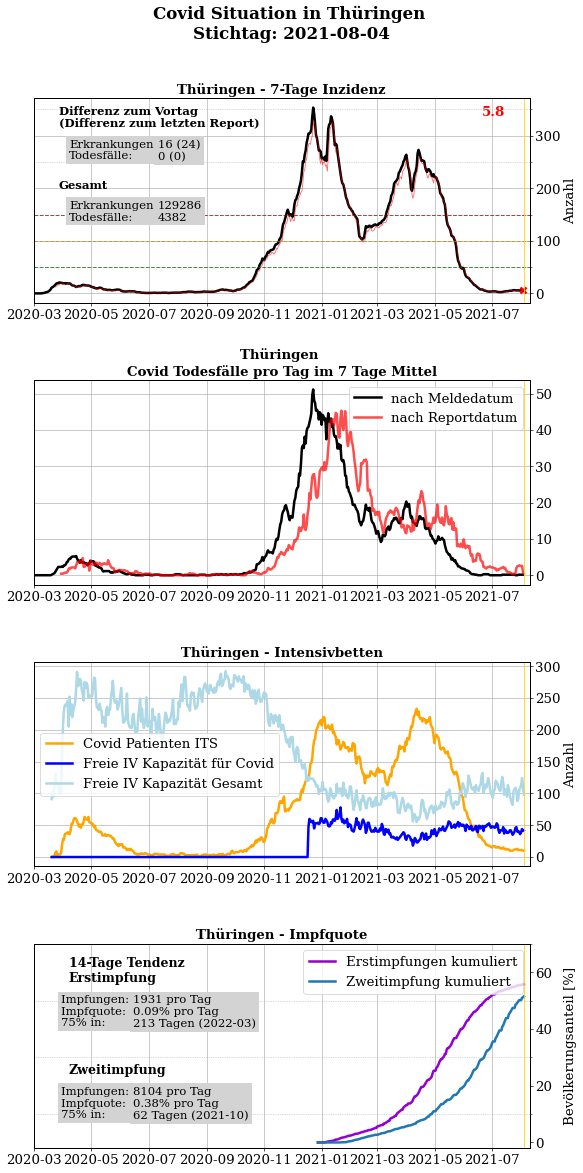 Covid Situation in Thüringen
Stichtag: 2021-08-04
Thüringen - 7-Tage Inzidenz
Differenz zum Vortag
(Differenz zum letzten Report)
Erkrankungen 16 (24)
Todesfälle: 0 (0)
Gesamt
Erkrankungen 129286
Todesfälle: 4382
5.8
300
200
100
0
Anzahl
2020-03 2020-05 2020-07 2020-09 2020-11 2021-01 2021-03 2021-05 2021-07
Thüringen
Covid Todesfälle pro Tag im 7 Tage Mittel
nach Meldedatum
nach Reportdatum
50
40
30
20
10
0
2020-03 2020-05 2020-07 2020-09 2020-11 2021-01 2021-03 2021-05 2021-07
Thüringen - Intensivbetten
Covid Patienten ITS
Freie IV Kapazität für Covid
Freie IV Kapazität Gesamt
300
250
200
150
100
50
0
Anzahl
2020-03 2020-05 2020-07 2020-09 2020-11 2021-01 2021-03 2021-05 2021-07
Thüringen - Impfquote
14-Tage Tendenz
Erstimpfung
Impfungen: 1931 pro Tag
Impfquote: 0.09% pro Tag
75% in: 213 Tagen (2022-03)
Zweitimpfung
Impfungen: 8104 pro Tag
Impfquote: 0.38% pro Tag
75% in: 62 Tagen (2021-10)
Erstimpfungen kumuliert
Zweitimpfung kumuliert
60
40
20
0
Bevölkerungsanteil [%]
2020-03 2020-05 2020-07 2020-09 2020-11 2021-01 2021-03 2021-05 2021-07